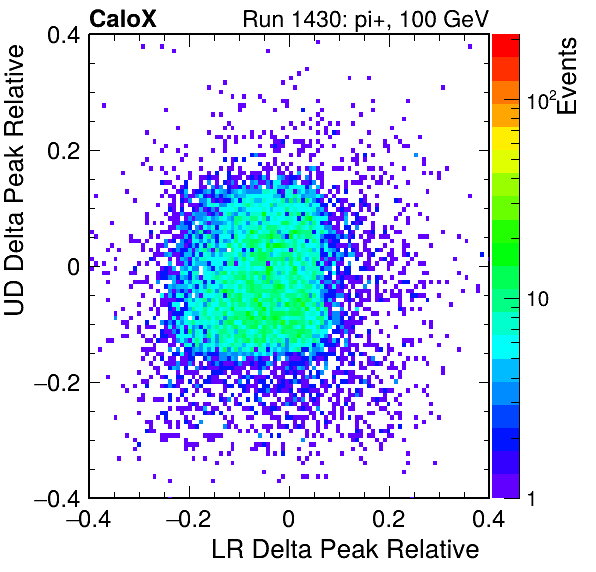 CaloX Run 1430: pi+, 100 GeV
UD Delta Peak Relative
0.4
0.2
0
−0.2
−0.4
−0.4 −0.2 0 0.2 0.4
LR Delta Peak Relative
Events
10²
10
1